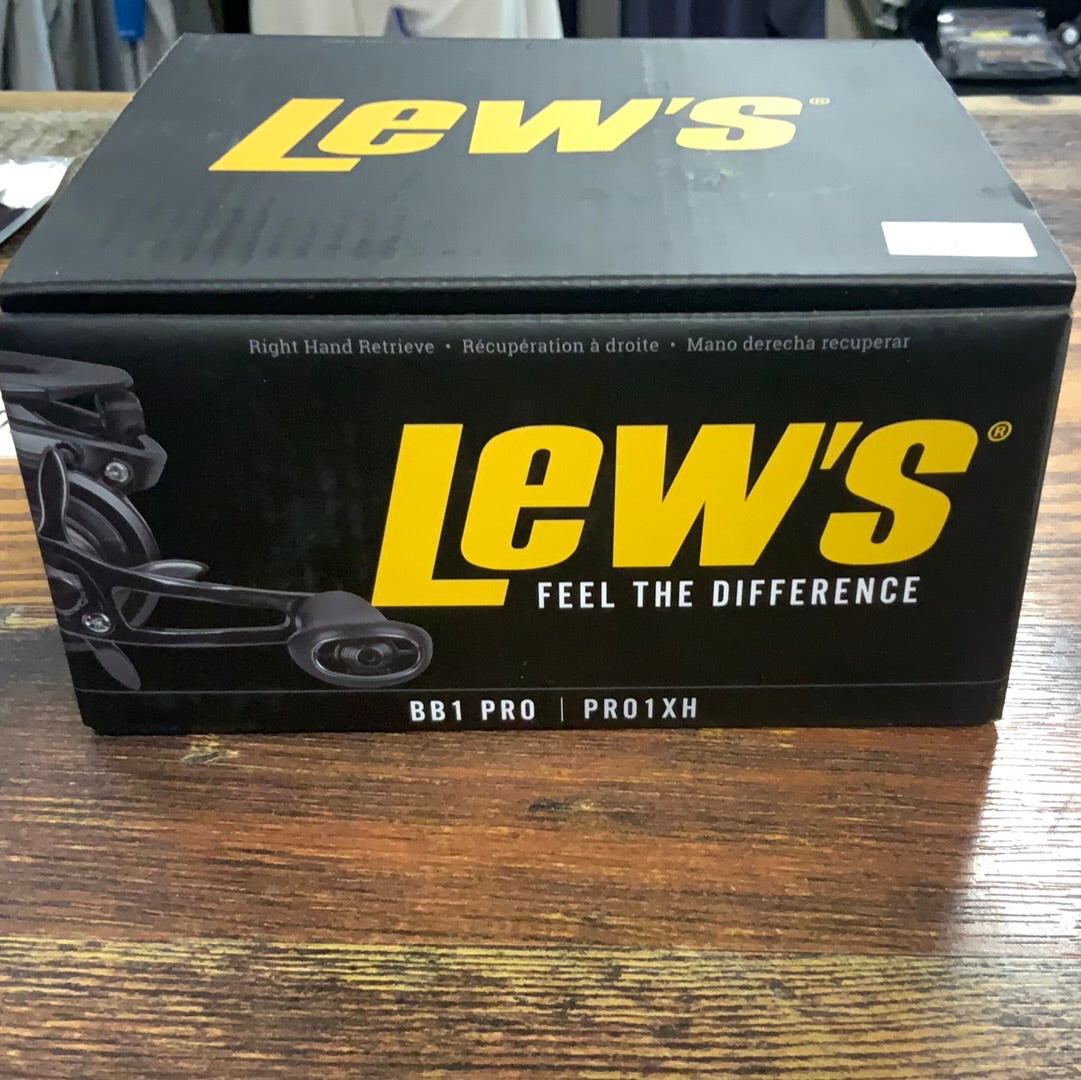 Lew's®
Right Hand Retrieve • Récupération à droite • Mano derecha recuperar
Lew's®
FEEL THE DIFFERENCE
BB1 PRO | PRO1XH